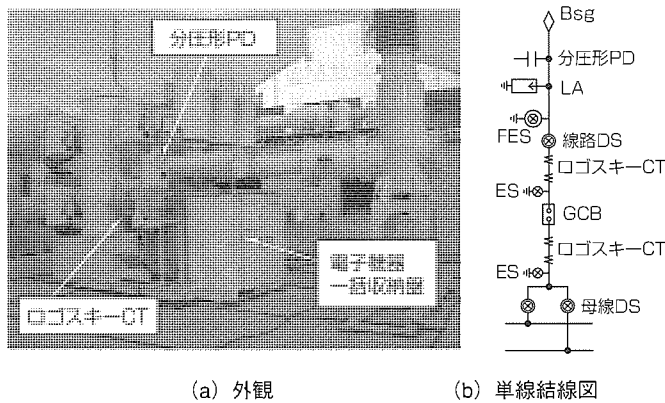 分圧形PD
電子機器
一括収納盤
ロゴスキーCT
(a) 外観
Bsg
分圧形PD
LA
FES
線路DS
ロゴスキーCT
ES
GCB
ロゴスキーCT
ES
母線DS
(b) 単線結線図